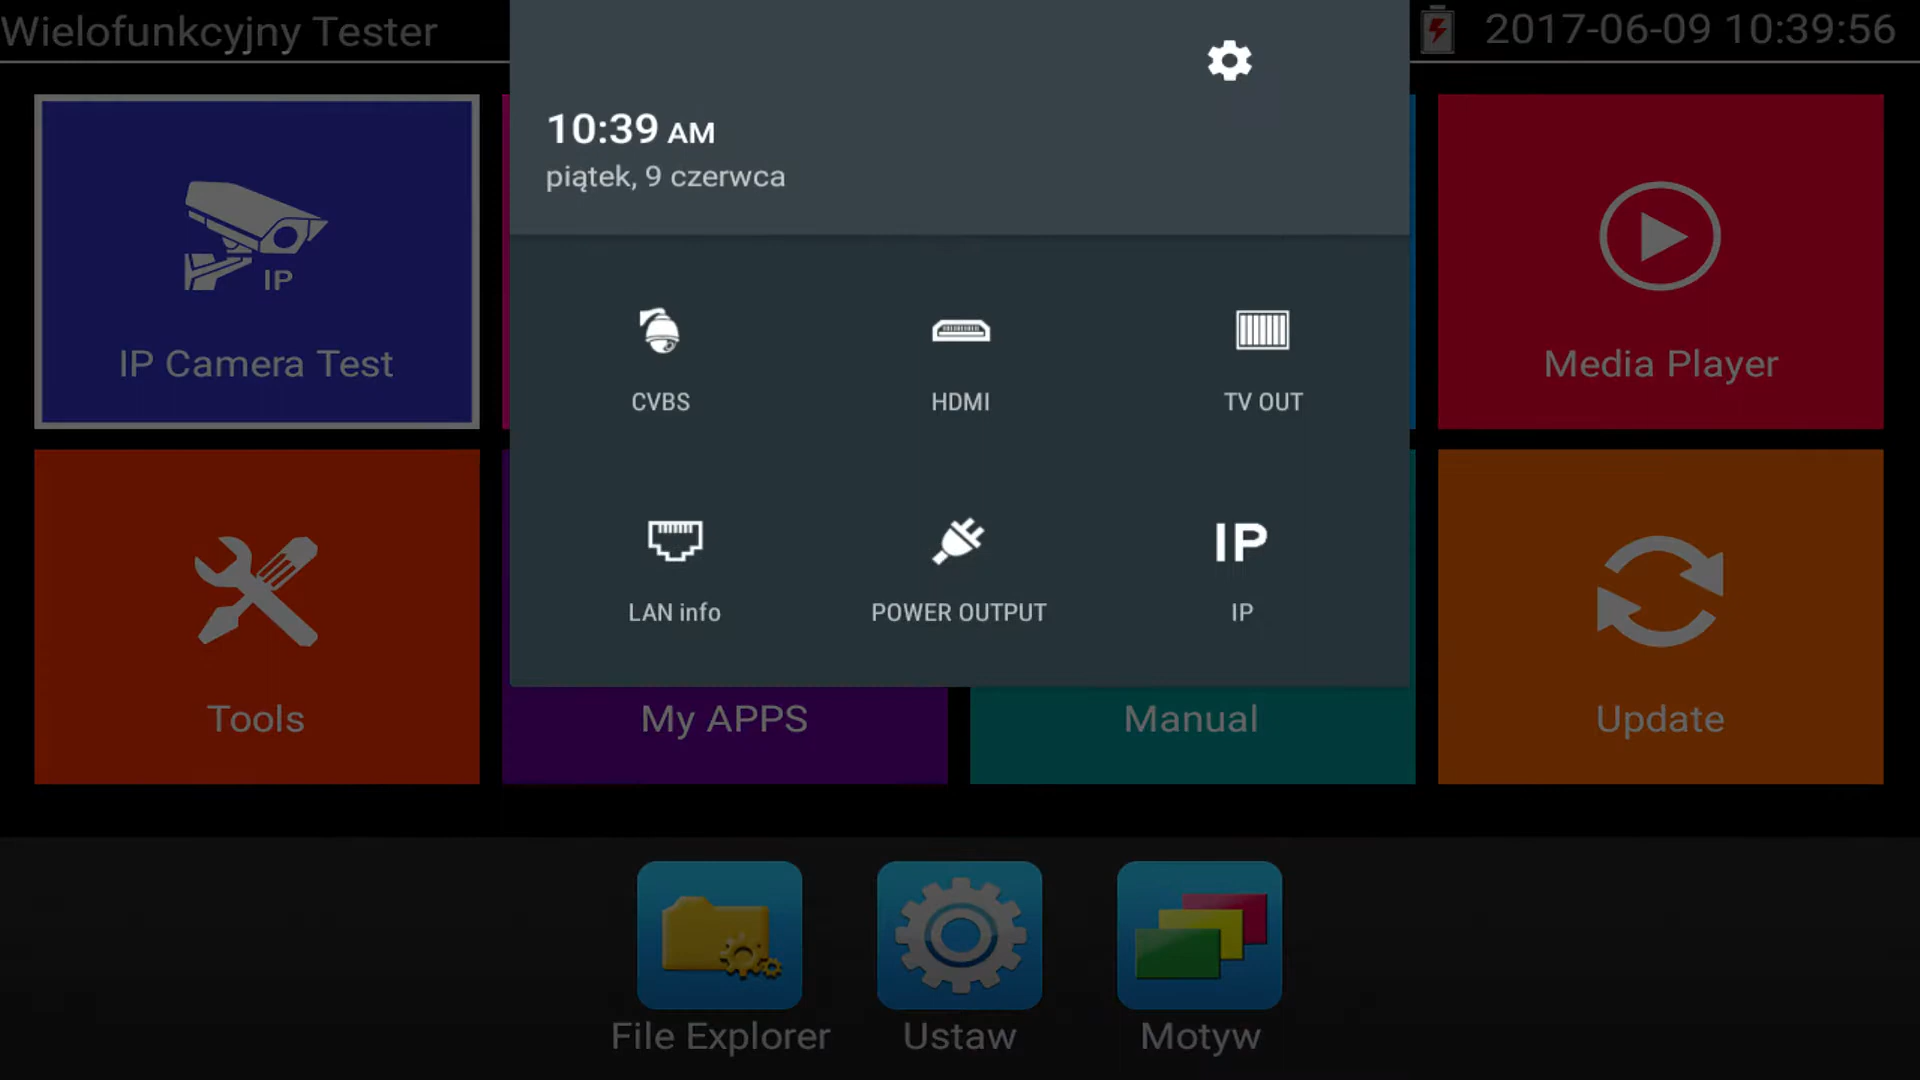 Wielofunkcyjny Tester
2017-06-09 10:39:56
10:39 AM
piątek, 9 czerwca
IP
IP Camera Test
CVBS
HDMI
TV OUT
Media Player
LAN info
POWER OUTPUT
IP
IP
Tools
My APPS
Manual
Update
File Explorer
Ustaw
Motyw